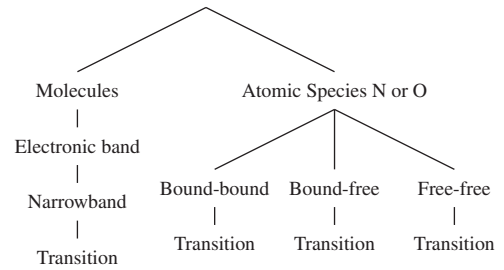 Molecules
Atomic Species N or O
Electronic band
Narrowband
Transition
Bound-bound
Bound-free
Free-free
Transition
Transition
Transition